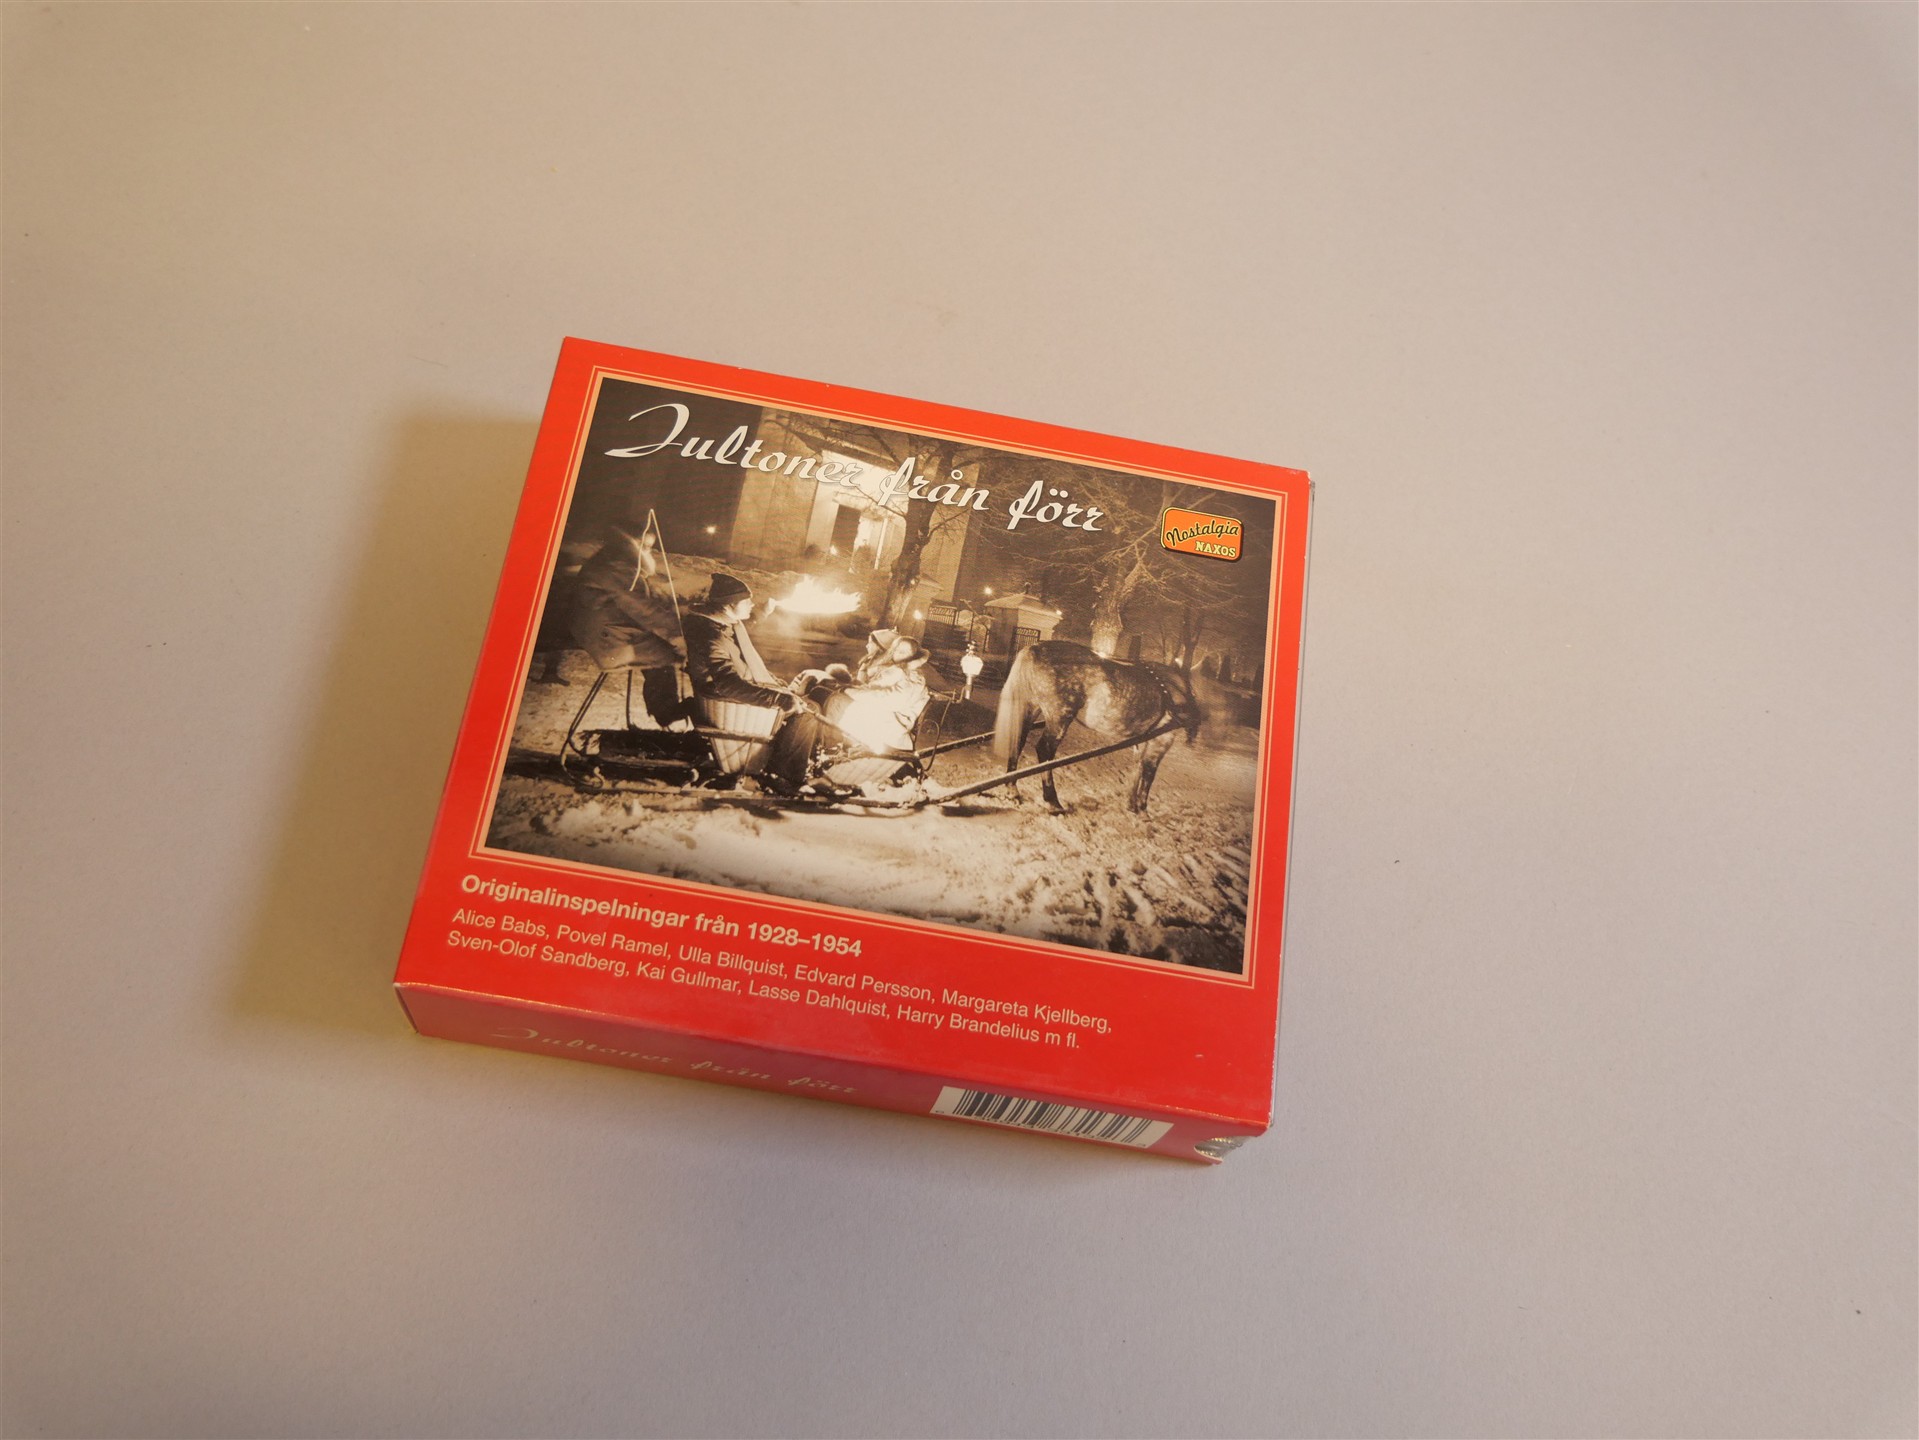 Jultoner från förr
Nostalgia
NAXOS
Originalinspelningar från 1928–1954
Alice Babs, Povel Ramel, Ulla Billquist, Edvard Persson, Margareta Kjellberg,
Sven-Olof Sandberg, Kai Gullmar, Lasse Dahlquist, Harry Brandelius m fl.
Jultoner från förr